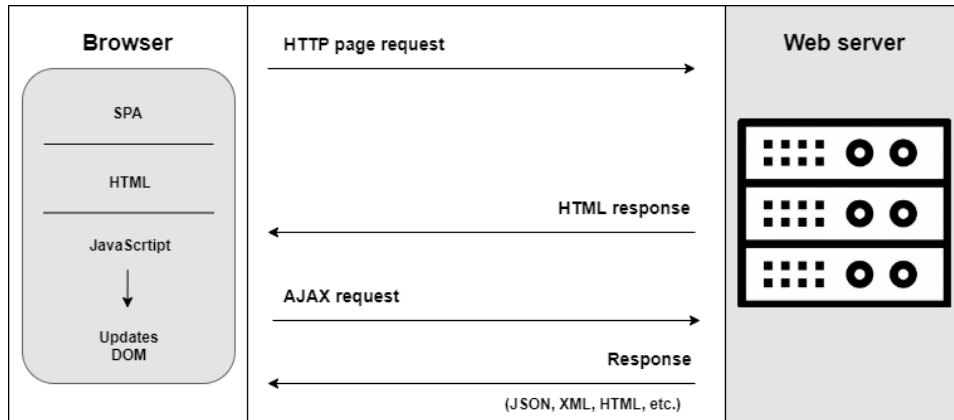 Browser
SPA
HTML
JavaScrtipt
Updates
DOM
HTTP page request
HTML response
AJAX request
Response
(JSON, XML, HTML, etc.)
Web server